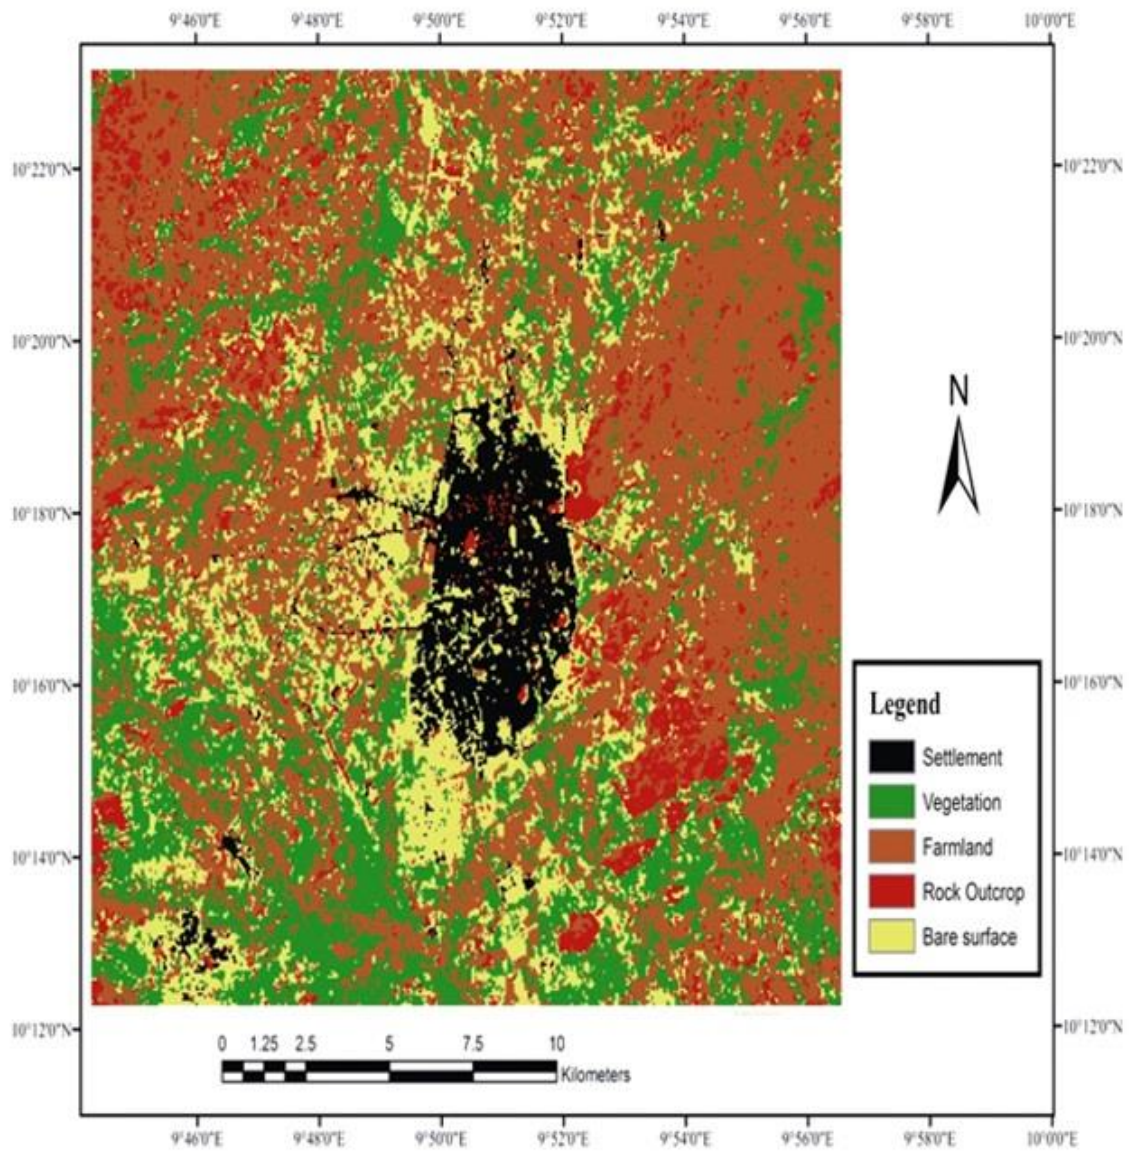 9°46'0"E 9°48'0"E 9°50'0"E 9°52'0"E 9°54'0"E 9°56'0"E 9°58'0"E 10°0'0"E
10°22'0"N 10°22'0"N
10°20'0"N 10°20'0"N
N
10°18'0"N 10°18'0"N
10°16'0"N 10°16'0"N
Legend
Settlement
Vegetation
Farmland
10°14'0"N 10°14'0"N
Rock Outcrop
Bare surface
10°12'0"N 10°12'0"N
0 1.25 2.5 5 7.5 10
Kilometers
9°46'0"E 9°48'0"E 9°50'0"E 9°52'0"E 9°54'0"E 9°56'0"E 9°58'0"E 10°0'0"E